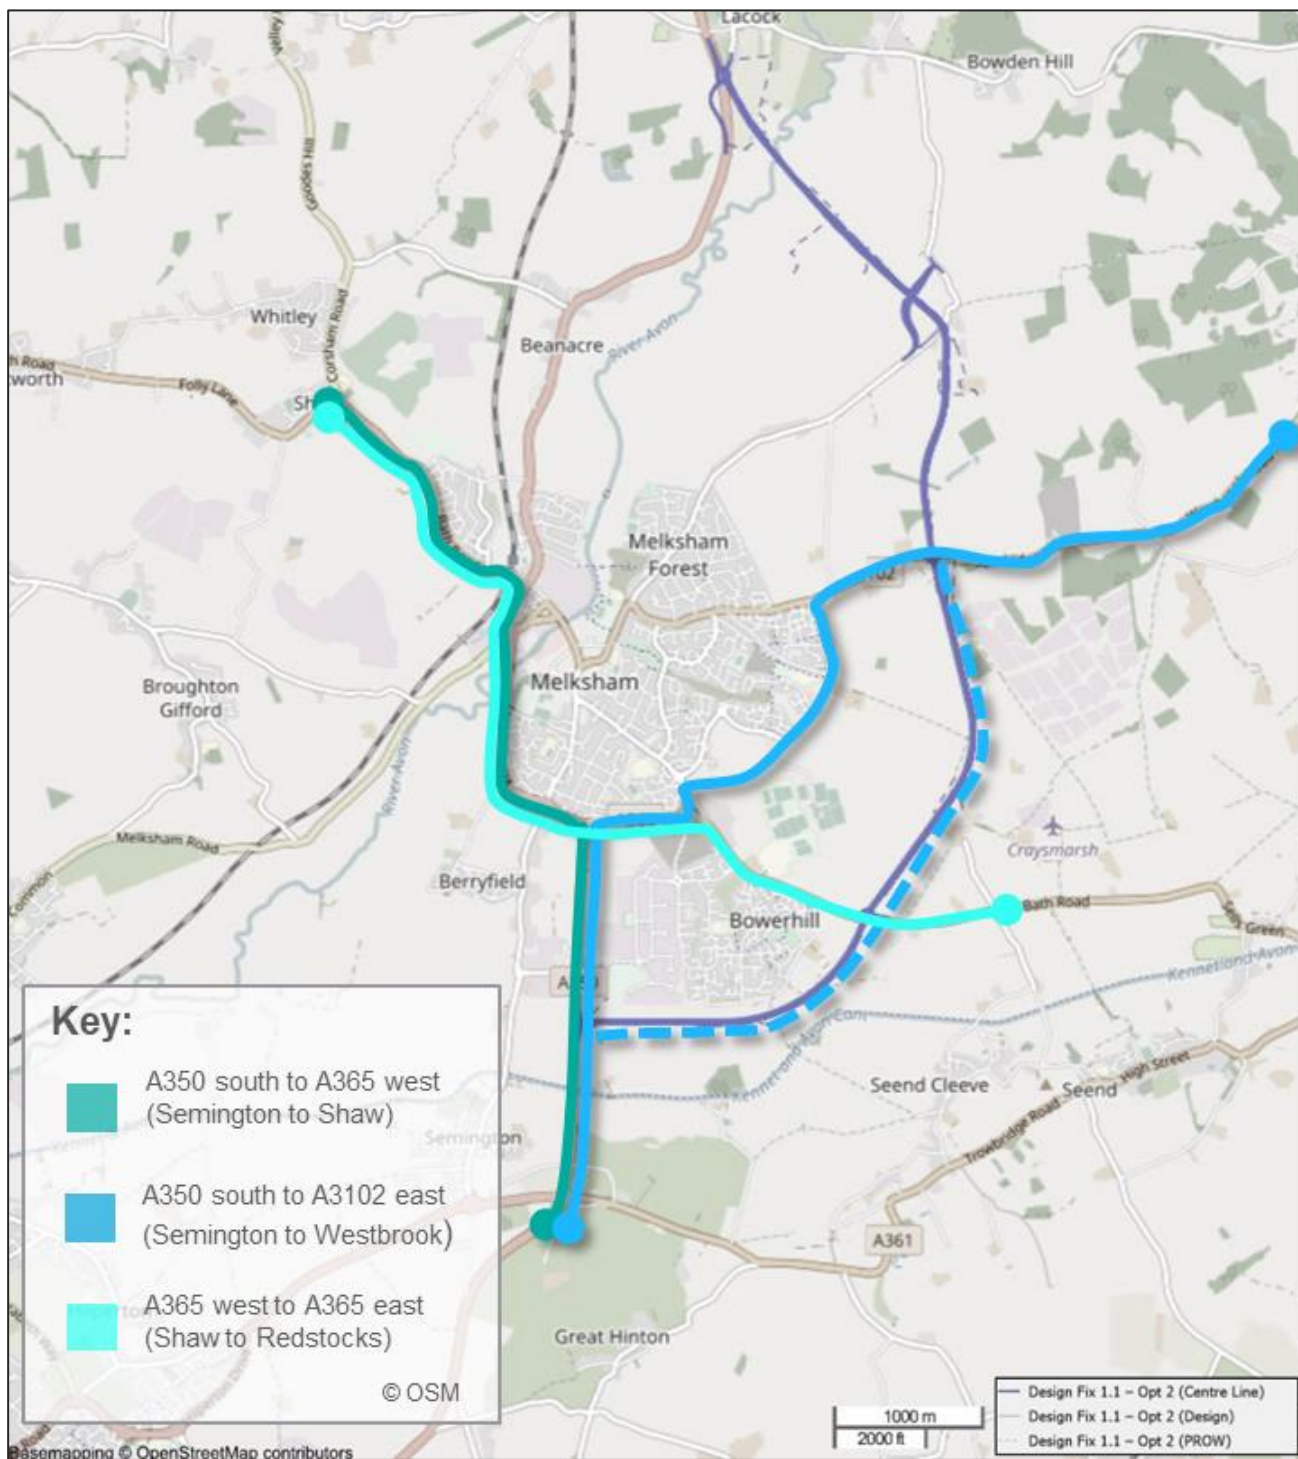 Lacock
Bowden Hill
Goodes Hill
Whitley
Corsham Road
Beanacre
River Avon
Folly Lane
Melksham
Forest
Broughton
Gifford
Melksham
River Avon
Melksham Road
Common
Berryfield
Craysmarsh
Bath Road
Bowerhill
Seend Cleeve
Seend
High Street
Trowbridge Road
Semington
A361
Great Hinton
Key:
A350 south to A365 west
(Semington to Shaw)
A350 south to A3102 east
(Semington to Westbrook)
A365 west to A365 east
(Shaw to Redstocks)
© OSM
1000 m
2000 ft
Design Fix 1.1 – Opt 2 (Centre Line)
Design Fix 1.1 – Opt 2 (Design)
Design Fix 1.1 – Opt 2 (PROW)
Basemapping © OpenStreetMap contributors